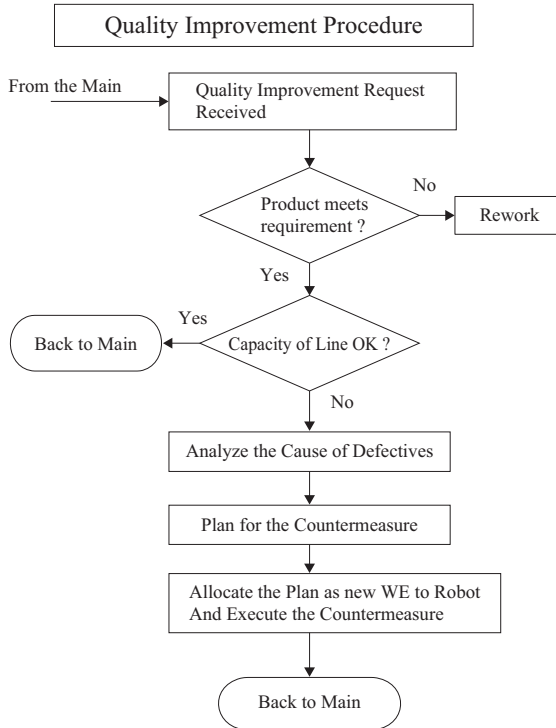 Quality Improvement Procedure
From the Main
Quality Improvement Request
Received
No
Product meets
requirement ?
Rework
Yes
Yes
Back to Main
Capacity of Line OK ?
No
Analyze the Cause of Defectives
Plan for the Countermeasure
Allocate the Plan as new WE to Robot
And Execute the Countermeasure
Back to Main